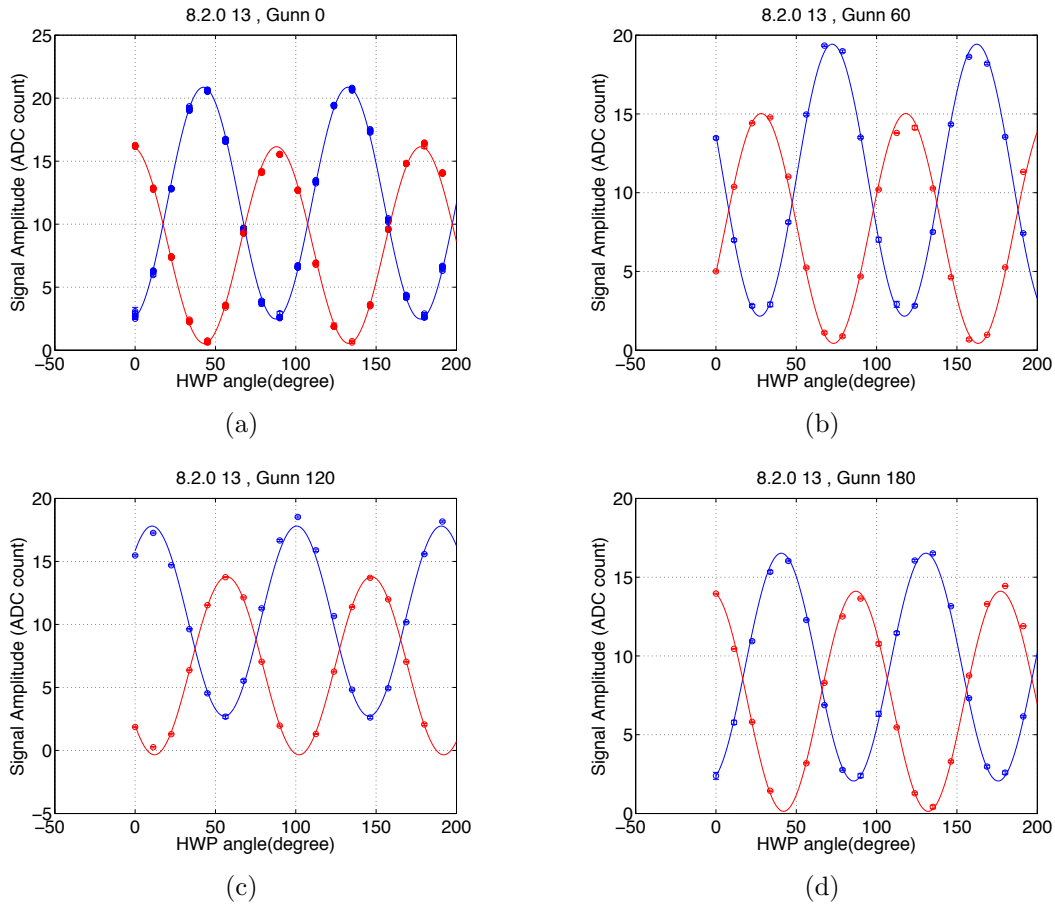 8.2.0 13 , Gunn 0
Signal Amplitude (ADC count)
25
20
15
10
5
0
−50 0 50 100 150 200
HWP angle(degree)
(a)
8.2.0 13 , Gunn 60
Signal Amplitude (ADC count)
20
15
10
5
0
−50 0 50 100 150 200
HWP angle(degree)
(b)
8.2.0 13 , Gunn 120
Signal Amplitude (ADC count)
20
15
10
5
0
−5
−50 0 50 100 150 200
HWP angle(degree)
(c)
8.2.0 13 , Gunn 180
Signal Amplitude (ADC count)
20
15
10
5
0
−50 0 50 100 150 200
HWP angle(degree)
(d)